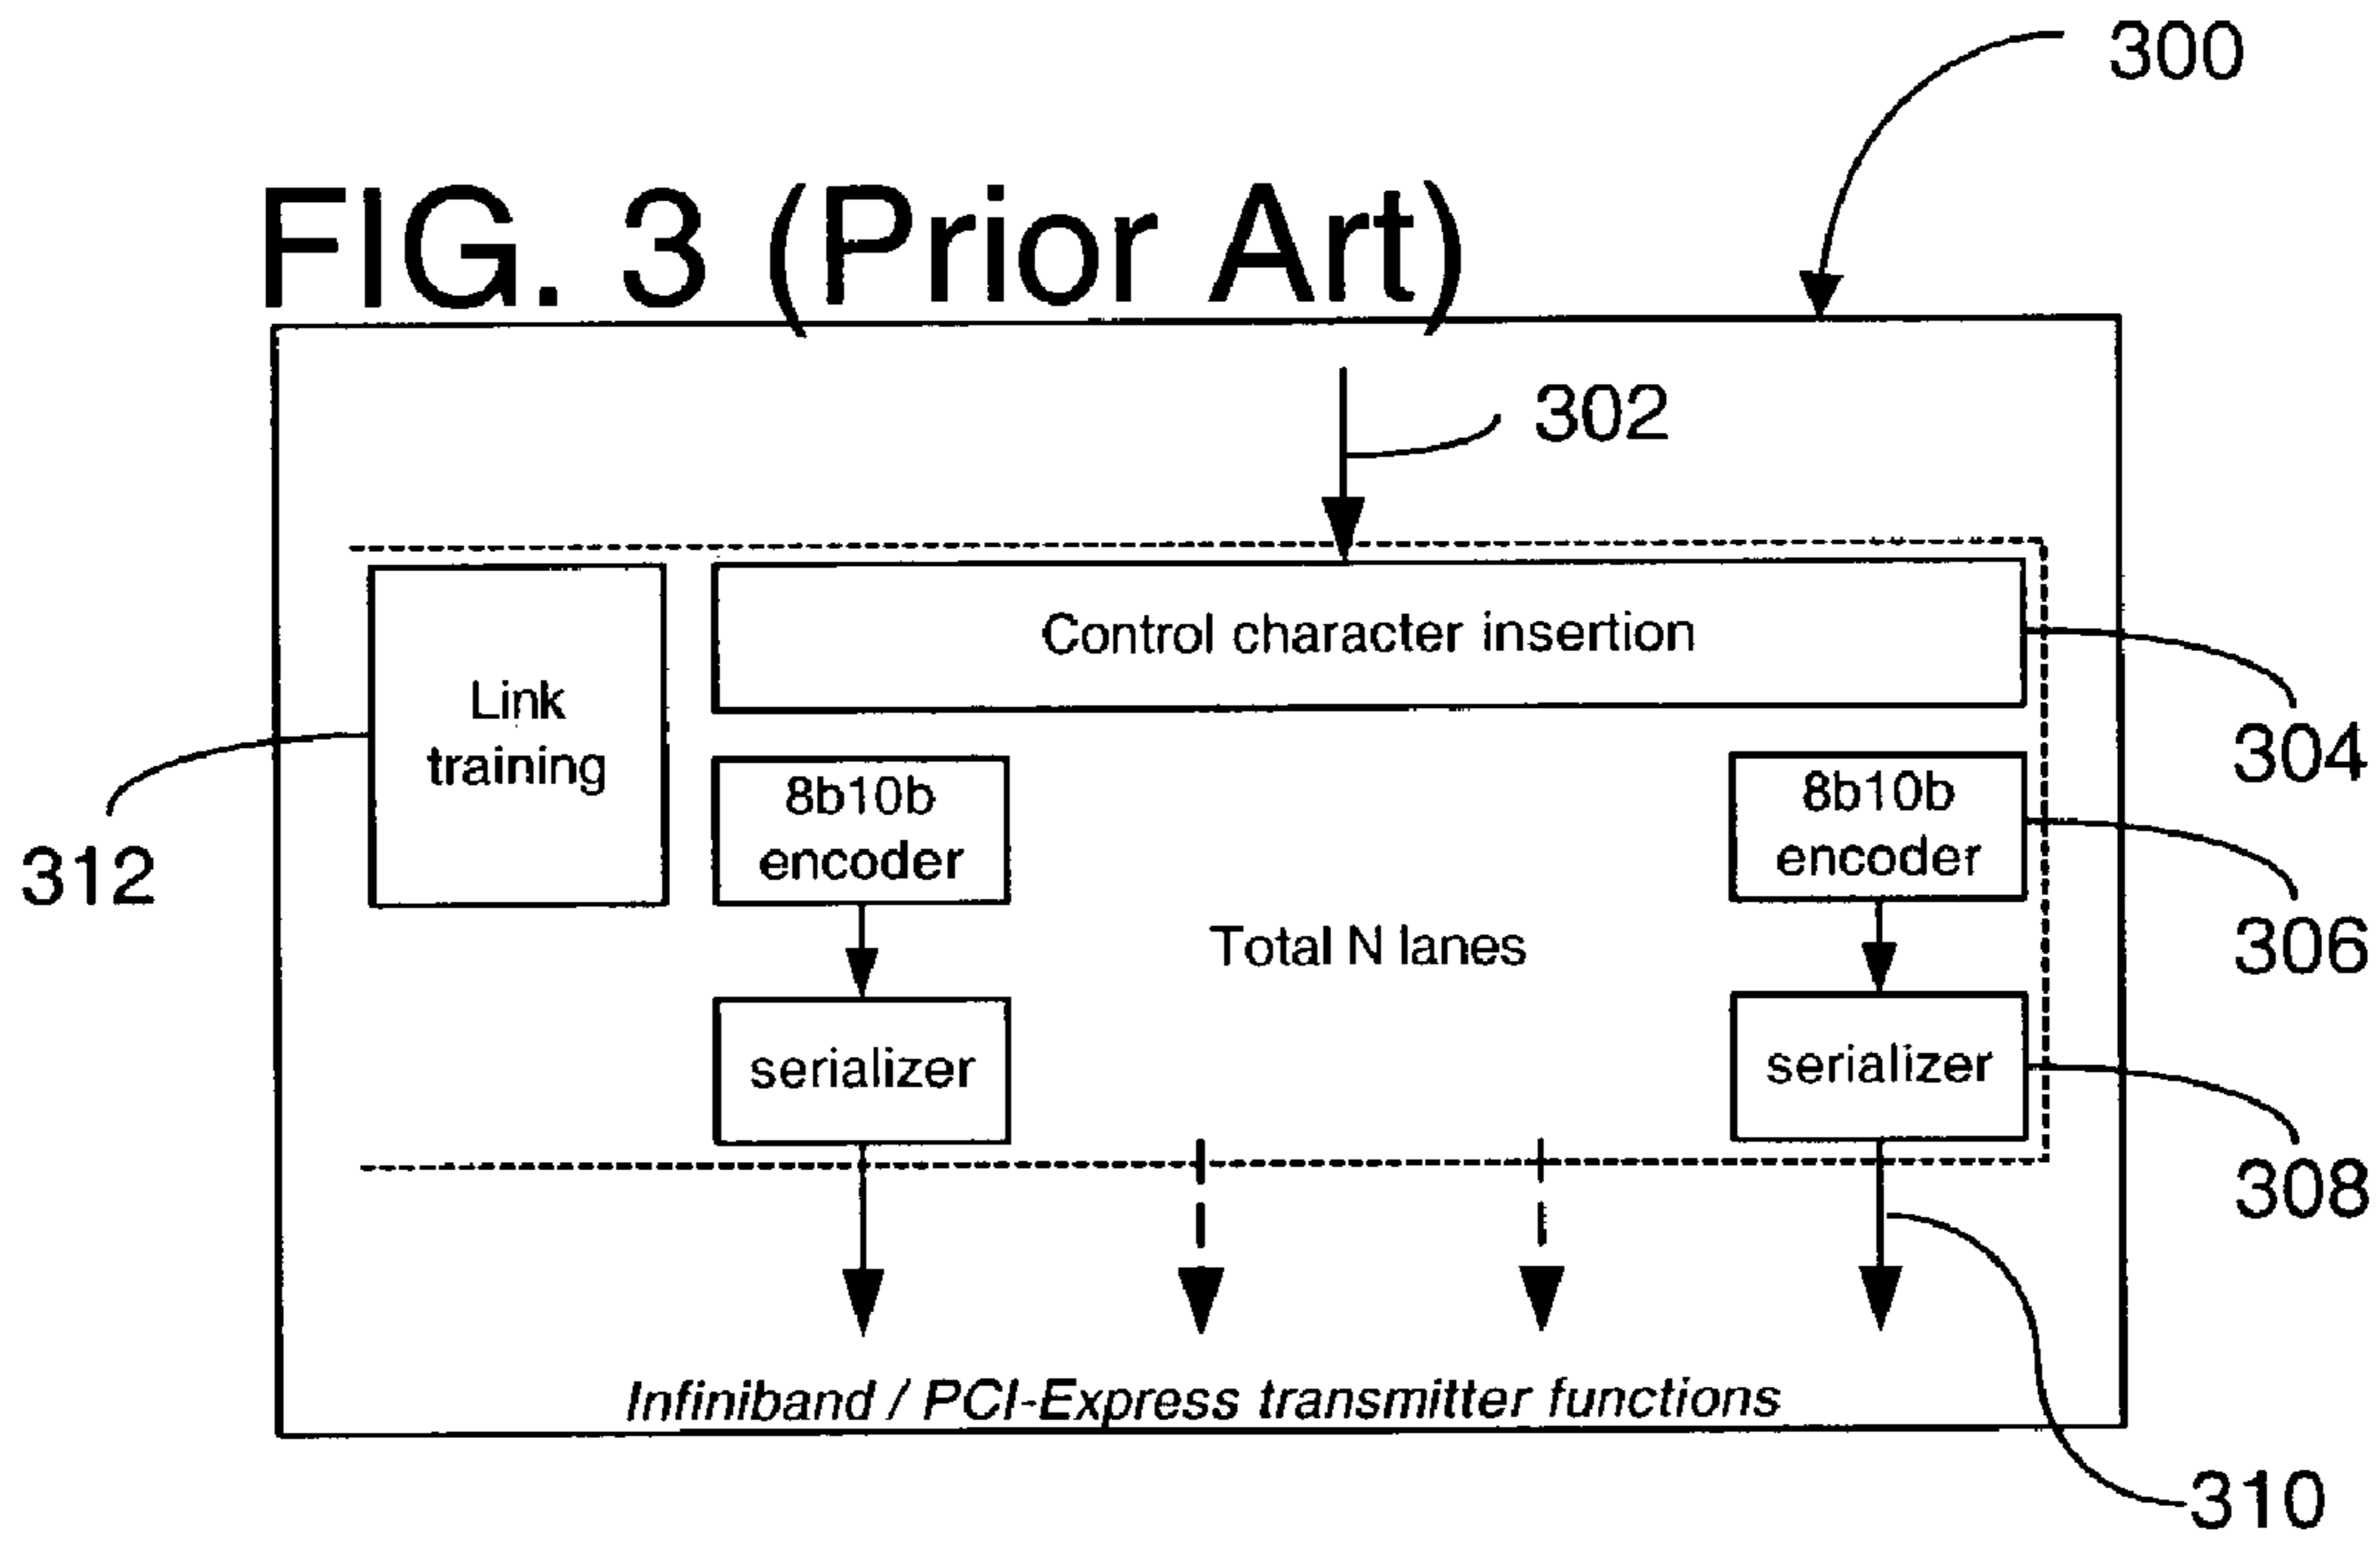 300
FIG. 3 (Prior Art)
302
Control character insertion
Link
training
304
8b10b
encoder
8b10b
encoder
312
306
Total N lanes
serializer
serializer
308
Infiniband / PCI-Express transmitter functions
310